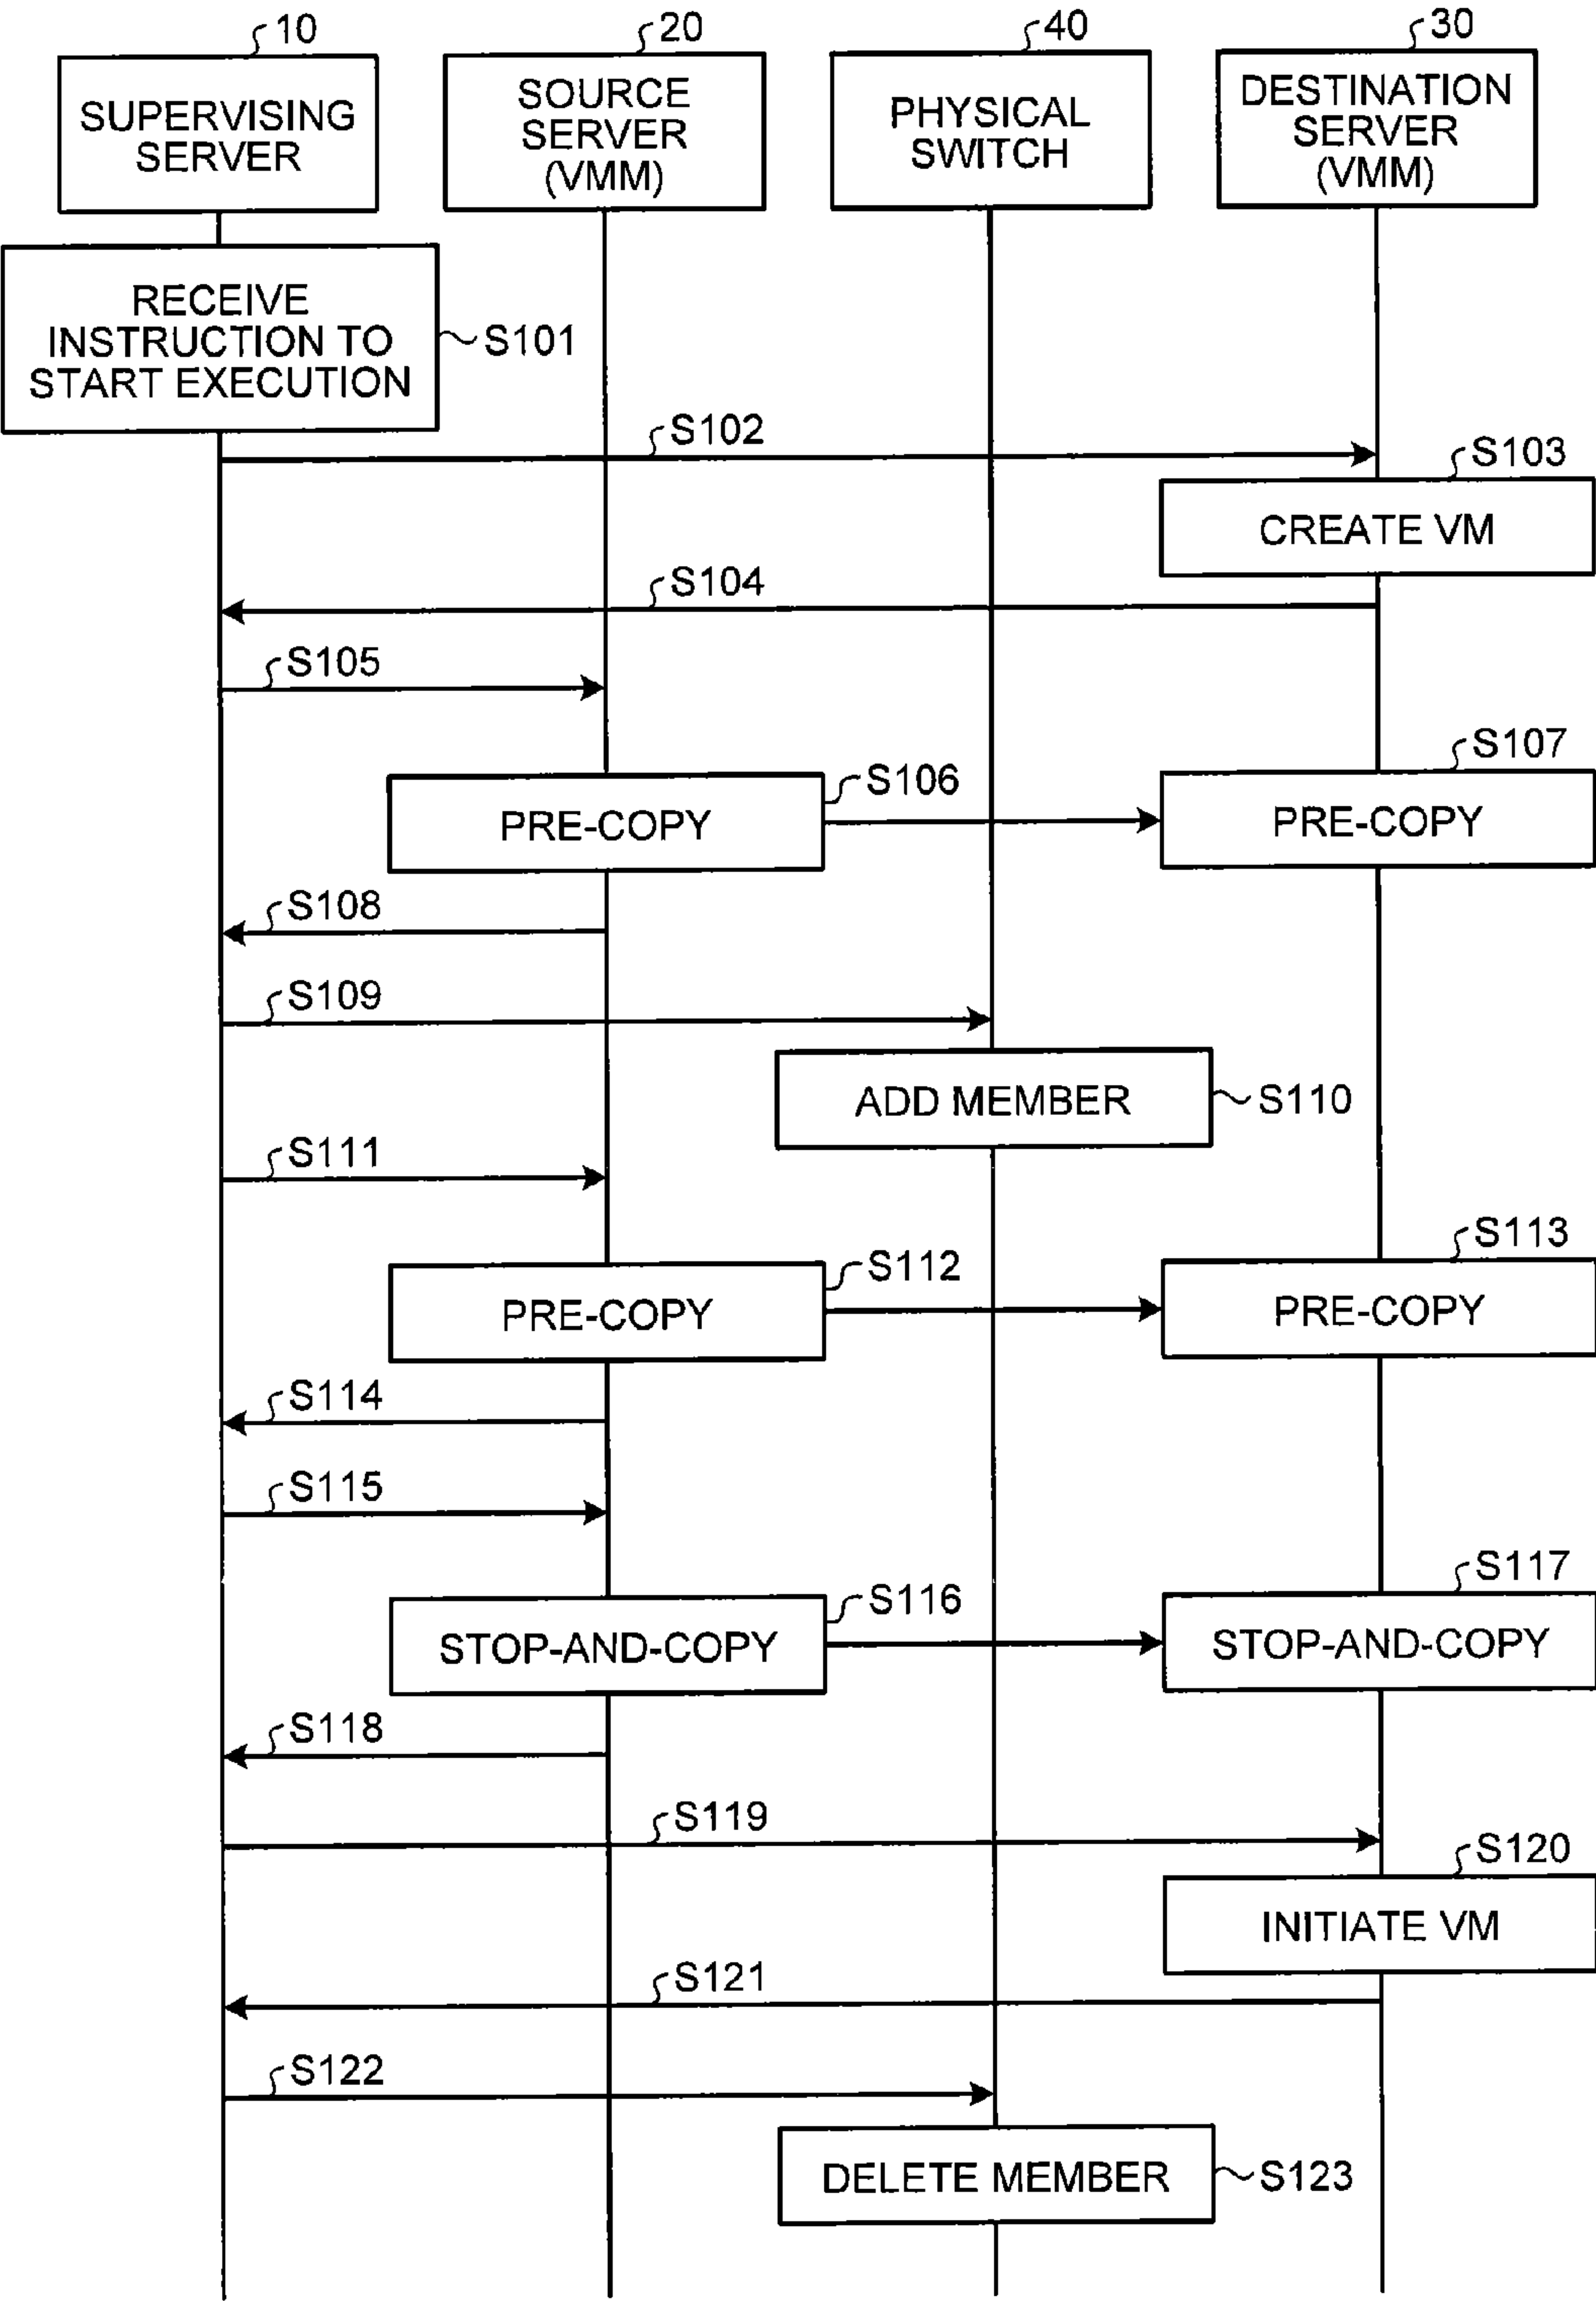 10
20
40
30
SUPERVISING
SERVER
SOURCE
SERVER
(VMM)
PHYSICAL
SWITCH
DESTINATION
SERVER
(VMM)
RECEIVE
INSTRUCTION TO
START EXECUTION
S101
S102
S103
CREATE VM
S104
S105
S106
PRE-COPY
S107
PRE-COPY
S108
S109
ADD MEMBER
S110
S111
S112
PRE-COPY
S113
PRE-COPY
S114
S115
S116
STOP-AND-COPY
S117
STOP-AND-COPY
S118
S119
S120
INITIATE VM
S121
S122
DELETE MEMBER
S123